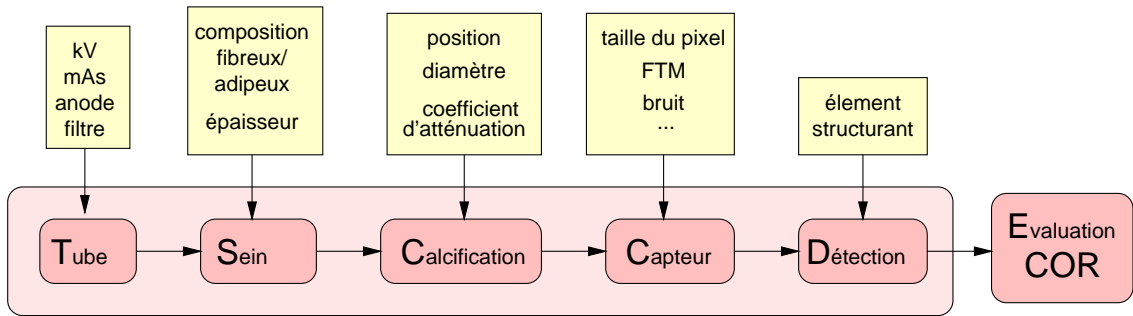 kV
mAs
anode
filtre
composition
fibreux/
adipeux
épaisseur
position
diamètre
coefficient
d'atténuation
taille du pixel
FTM
bruit
...
élement
structurant
Tube
Sein
Calcification
Capteur
Détection
Evaluation
COR